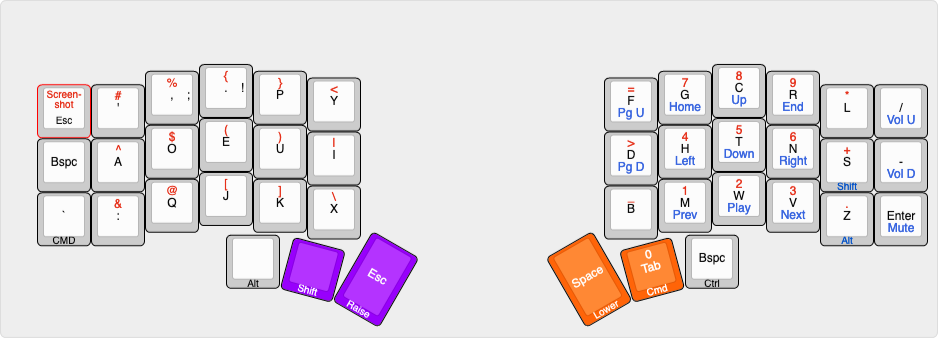 Screen-
shot
Esc
#
'
%
, ;
{
. !
}
P
<
Y
=
F
Pg U
7
G
Home
8
C
Up
9
R
End
*
L
/
Vol U
Bspc
^
A
$
O
(
E
)
U
|
I
>
D
Pg D
4
H
Left
5
T
Down
6
N
Right
+
S
Shift
-
Vol D
`
CMD
&
:
@
Q
[
J
]
K
\
X
_
B
1
M
Prev
2
W
Play
3
V
Next
.
Z
Alt
Enter
Mute
Alt
Shift
Esc
Raise
Space
Lower
0
Tab
Cmd
Bspc
Ctrl